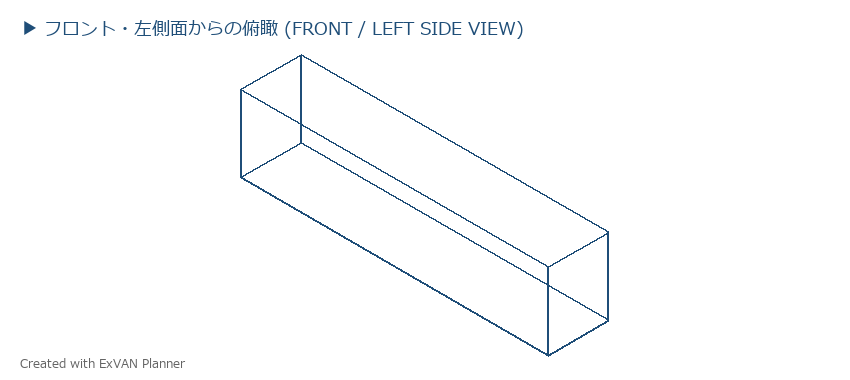 ▶ フロント・左側面からの俯瞰 (FRONT / LEFT SIDE VIEW)
Created with ExVAN Planner